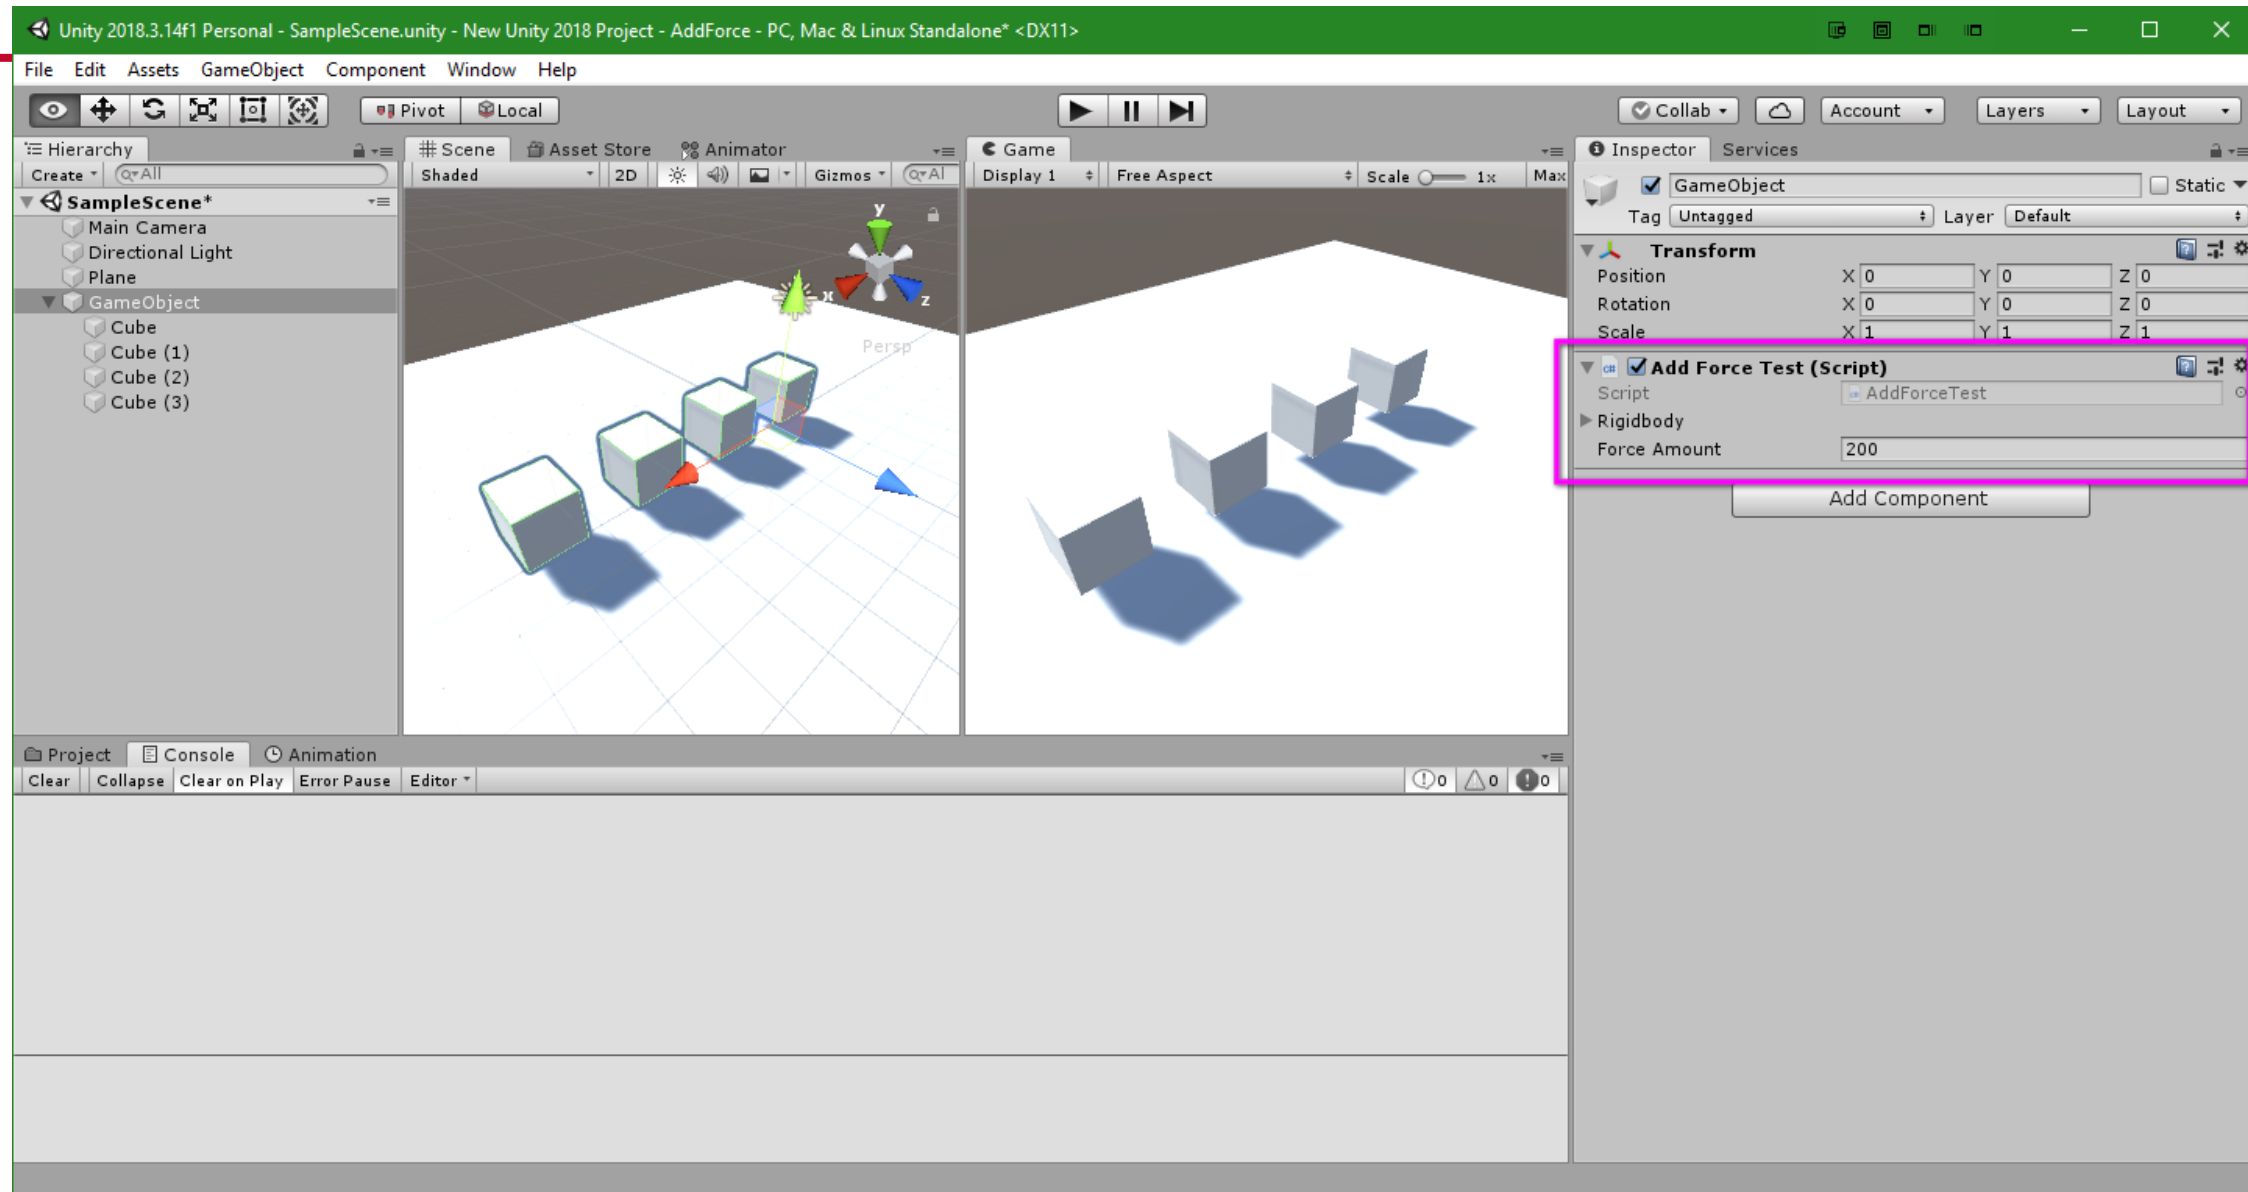 Unity 2018.3.14f1 Personal - SampleScene.unity - New Unity 2018 Project - AddForce - PC, Mac & Linux Standalone* <DX11>
File Edit Assets GameObject Component Window Help
Pivot Local Collab Account Layers Layout
Hierarchy
Create All
SampleScene*
Main Camera
Directional Light
Plane
GameObject
Cube
Cube (1)
Cube (2)
Cube (3)
Scene Asset Store Animator
Shaded 2D Gizmos Al
y
x
z
Persp
Game
Display 1 Free Aspect Scale 1x Max
Inspector Services
GameObject Static
Tag Untagged Layer Default
Transform
Position X 0 Y 0 Z 0
Rotation X 0 Y 0 Z 0
Scale X 1 Y 1 Z 1
Add Force Test (Script)
Script AddForceTest
Rigidbody
Force Amount 200
Add Component
Project Console Animation
Clear Collapse Clear on Play Error Pause Editor 0 0 0